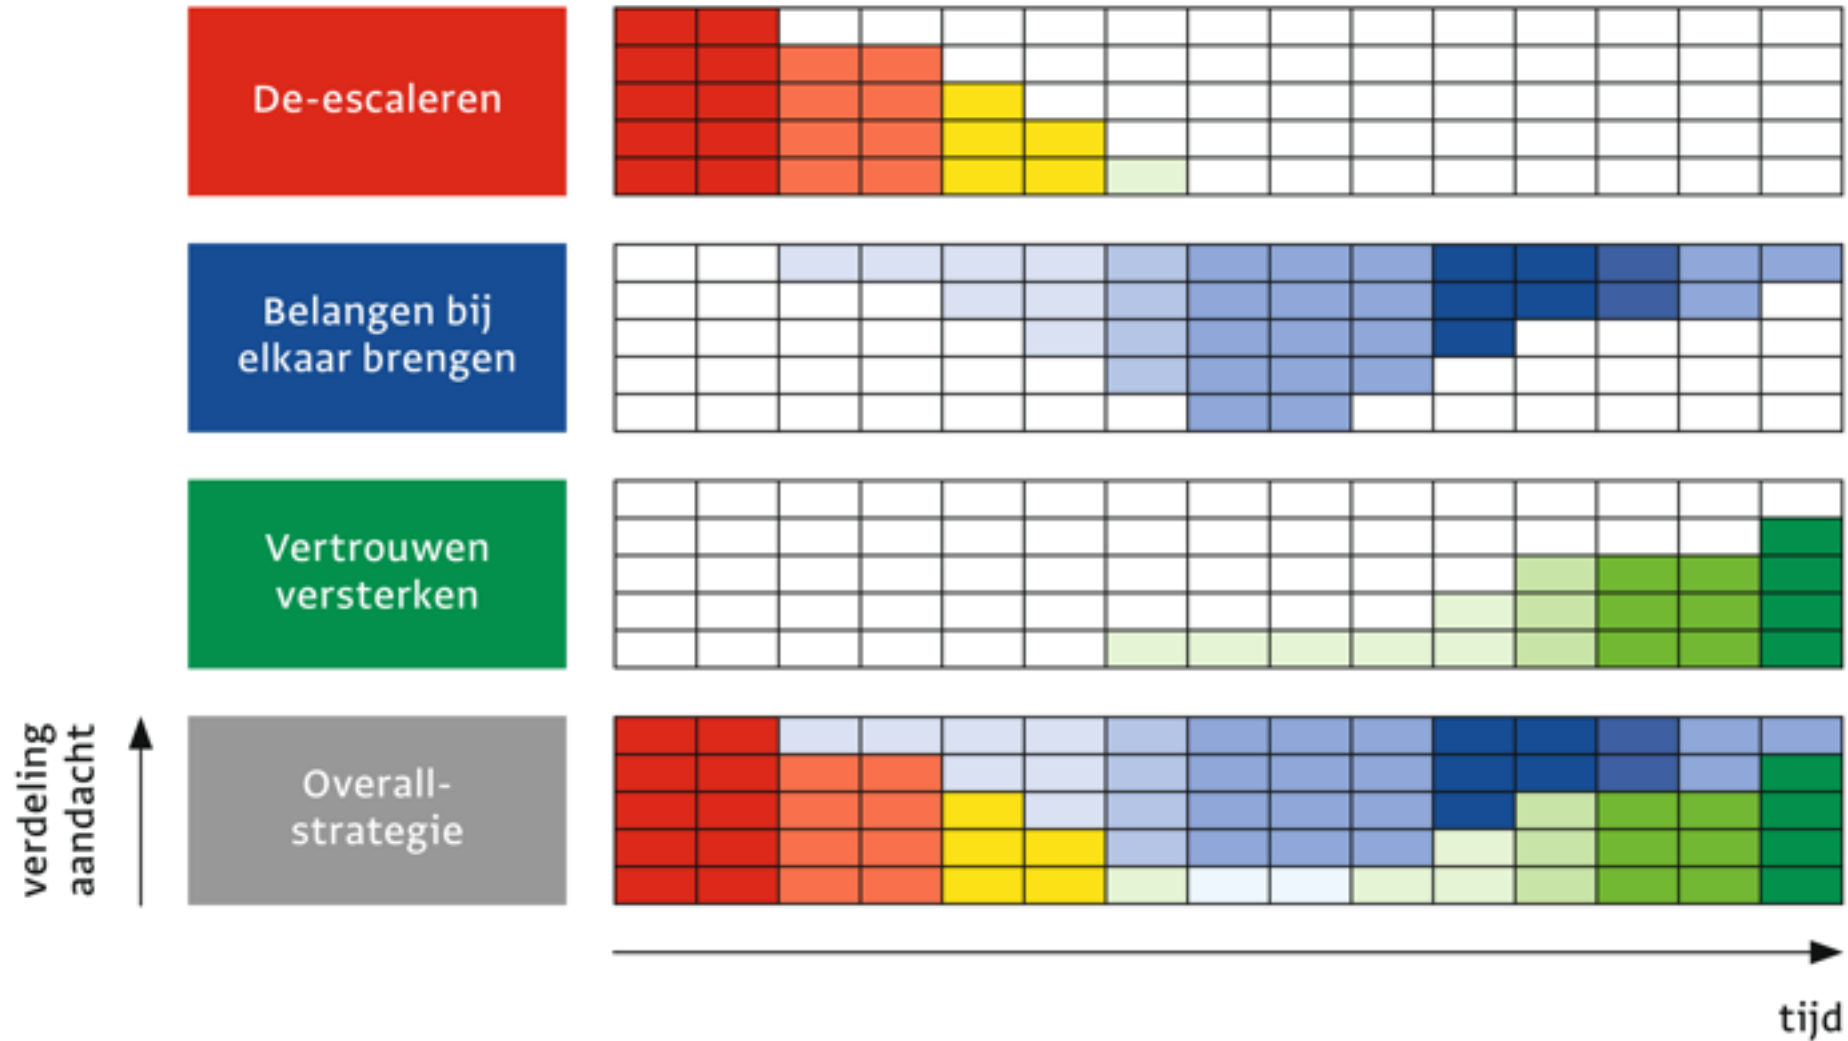 De-escaleren
Belangen bij
elkaar brengen
Vertrouwen
versterken
Overall-
strategie
verdeling
aandacht
tijd